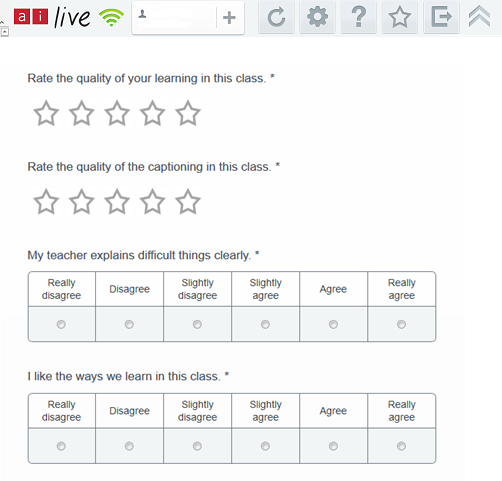 ai live
Rate the quality of your learning in this class. *
Rate the quality of the captioning in this class. *
My teacher explains difficult things clearly. *
Really disagree Disagree Slightly disagree Slightly agree Agree Really agree
I like the ways we learn in this class. *
Really disagree Disagree Slightly disagree Slightly agree Agree Really agree